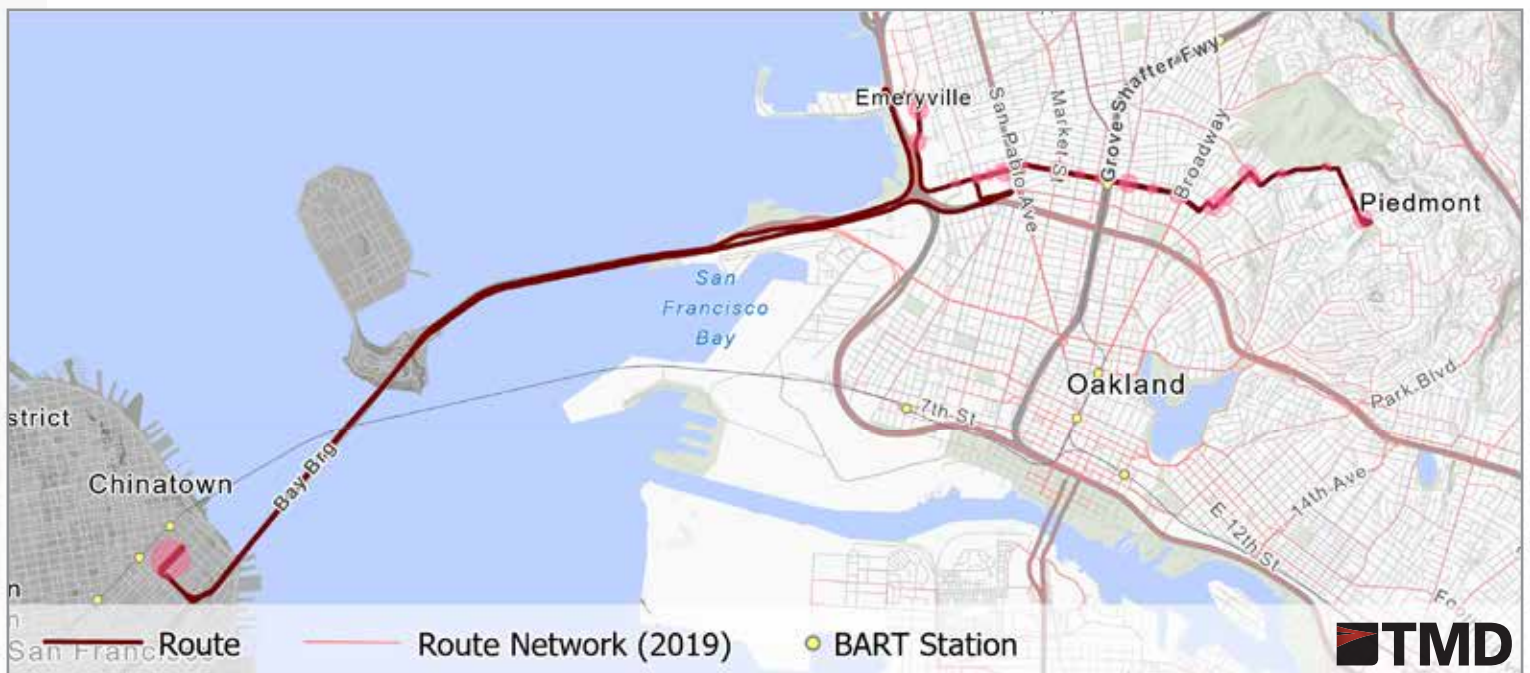 Emeryville
San Pablo Ave
Market St
Grove Shafter Fwy
Broadway
Piedmont
San
Francisco
Bay
Oakland
7th St
Park Blvd
14th Ave
E 12th St
strict
Chinatown
Bay Brg
n
San Francisco
Route
Route Network (2019)
BART Station
TMD